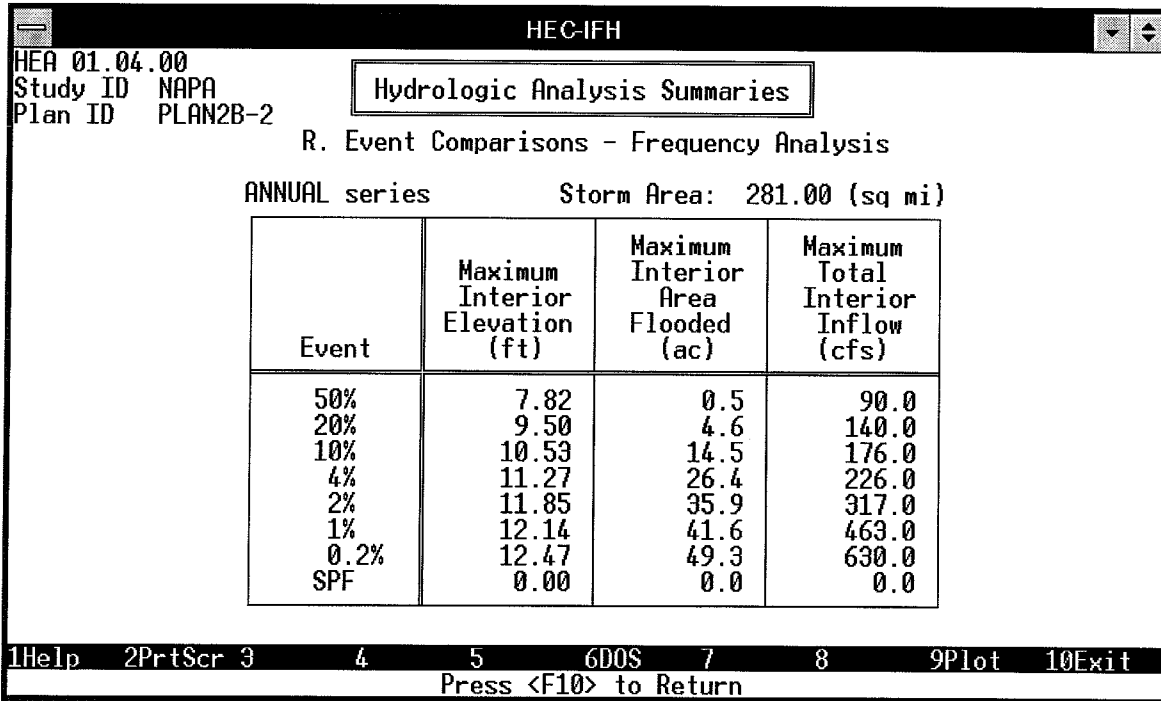 HEC-IFH
HEA 01.04.00
Study ID NAPA
Plan ID PLAN2B-2
Hydrologic Analysis Summaries
R. Event Comparisons - Frequency Analysis
ANNUAL series Storm Area: 281.00 (sq mi)
Event Maximum Interior Elevation (ft) Maximum Interior Area Flooded (ac) Maximum Total Interior Inflow (cfs)
50% 7.82 0.5 90.0
20% 9.50 4.6 140.0
10% 10.53 14.5 176.0
4% 11.27 26.4 226.0
2% 11.85 35.9 317.0
1% 12.14 41.6 463.0
0.2% 12.47 49.3 630.0
SPF 0.00 0.0 0.0
1Help 2PrtScr 3 4 5 6DOS 7 8 9Plot 10Exit
Press <F10> to Return